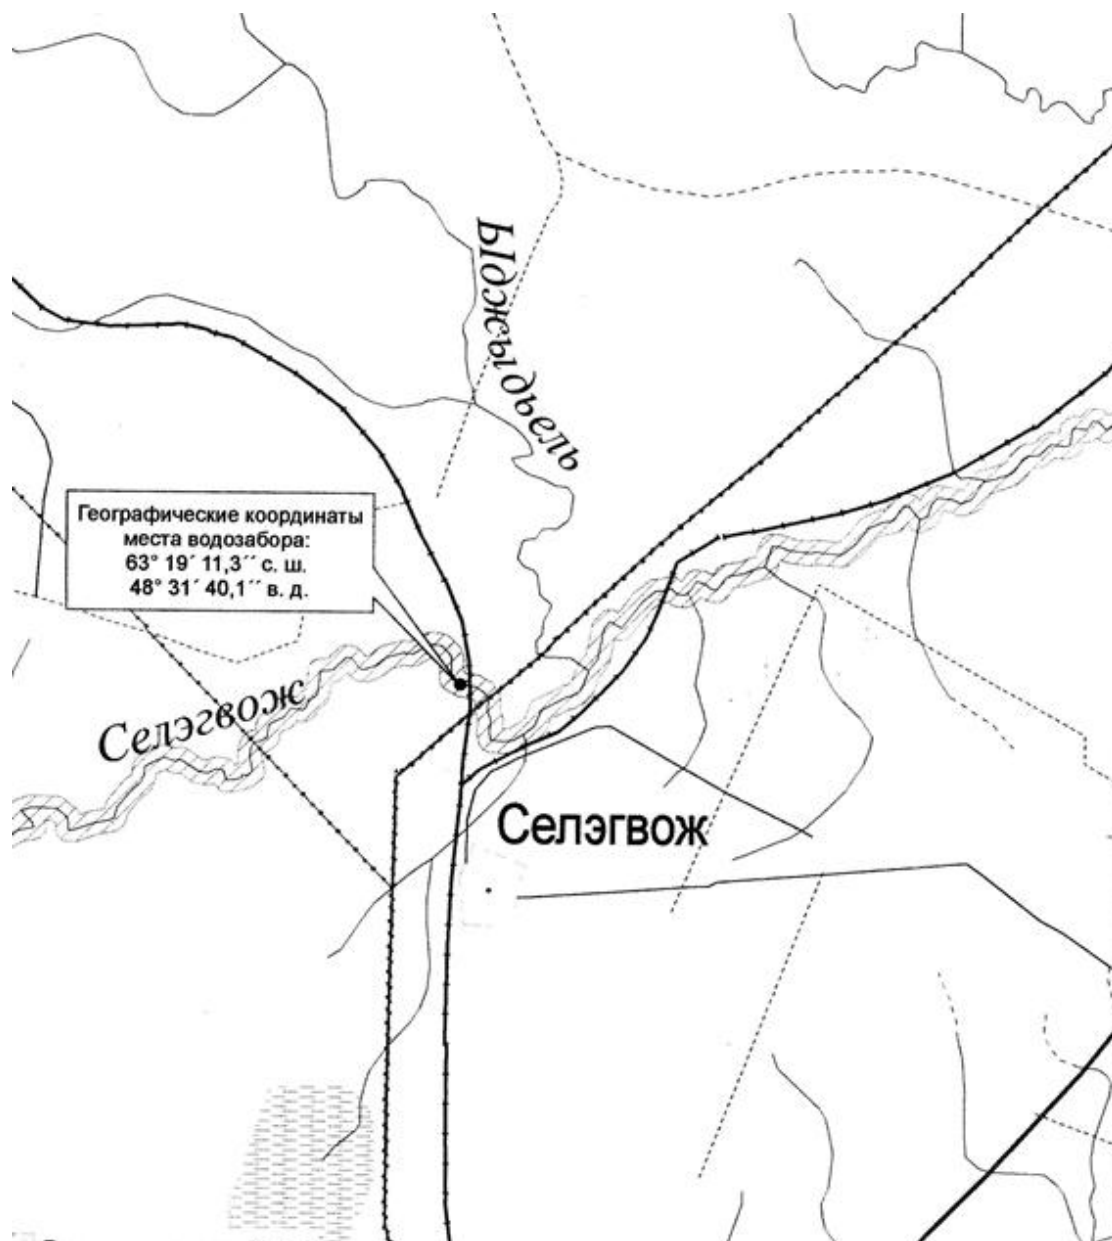 Ыджыдъель
Географические координаты
места водозабора:
63° 19´ 11,3´´ с. ш.
48° 31´ 40,1´´ в. д.
Селэгвож
Селэгвож